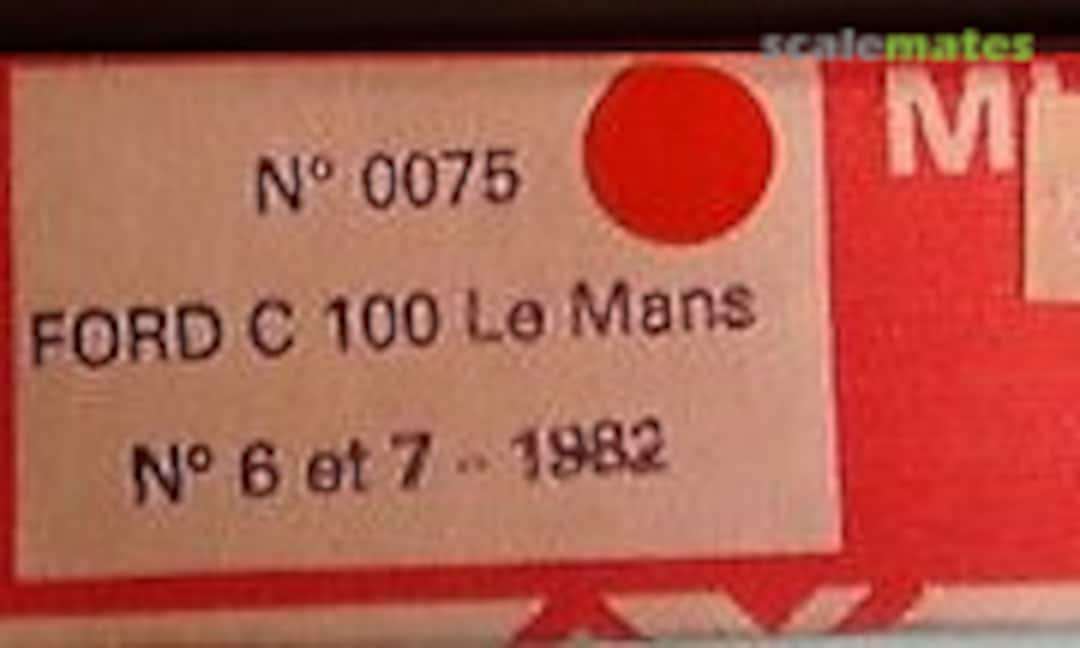 scalemates
N° 0075
FORD C 100 Le Mans
N° 6 et 7 -- 1982